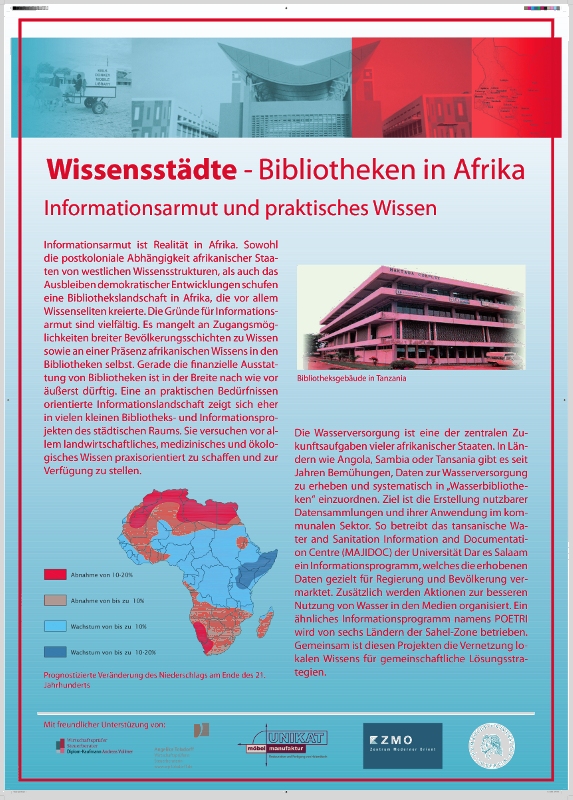 Wissensstädte - Bibliotheken in Afrika
Informationsarmut und praktisches Wissen
Informationsarmut ist Realität in Afrika. Sowohl
die postkoloniale Abhängigkeit afrikanischer Staa-
ten von westlichen Wissensstrukturen, als auch das
Ausbleiben demokratischer Entwicklungen schufen
eine Bibliothekslandschaft in Afrika, die vor allem
Wissenseliten kreierte. Die Gründe für Informations-
armut sind vielfältig. Es mangelt an Zugangsmög-
lichkeiten breiter Bevölkerungsschichten zu Wissen
sowie an einer Präsenz afrikanischen Wissens in den
Bibliotheken selbst. Gerade die finanzielle Ausstat-
tung von Bibliotheken ist in der Breite nach wie vor
äußerst dürftig. Eine an praktischen Bedürfnissen
orientierte Informationslandschaft zeigt sich eher
in vielen kleinen Bibliotheks- und Informationspro-
jekten des städtischen Raums. Sie versuchen vor al-
lem landwirtschaftliches, medizinisches und ökolo-
gisches Wissen praxisorientiert zu schaffen und zur
Verfügung zu stellen.
Bibliotheksgebäude in Tanzania
Die Wasserversorgung ist eine der zentralen Zu-
kunftsaufgaben vieler afrikanischer Staaten. In Län-
dern wie Angola, Sambia oder Tansania gibt es seit
Jahren Bemühungen, Daten zur Wasserversorgung
zu erheben und systematisch in „Wasserbibliothe-
ken“ einzuordnen. Ziel ist die Erstellung nutzbarer
Datensammlungen und ihrer Anwendung im kom-
munalen Sektor. So betreibt das tansanische Wa-
ter and Sanitation Information and Documentati-
on Centre (MAJIDOC) der Universität Dar es Salaam
ein Informationsprogramm, welches die erhobenen
Daten gezielt für Regierung und Bevölkerung ver-
marktet. Zusätzlich werden Aktionen zur besseren
Nutzung von Wasser in den Medien organisiert. Ein
ähnliches Informationsprogramm namens POETRI
wird von sechs Ländern der Sahel-Zone betrieben.
Gemeinsam ist diesen Projekten die Vernetzung lo-
kalen Wissens für gemeinschaftliche Lösungsstra-
tegien.
Abnahme von 10-20%
Abnahme von bis zu 10%
Wachstum von bis zu 10%
Wachstum von bis zu 10-20%
Prognostizierte Veränderung des Niederschlags am Ende des 21.
Jahrhunderts
Mit freundlicher Unterstüzung von:
UNIKAT
möbel manufaktur
ZMO
Zentrum Moderner Orient